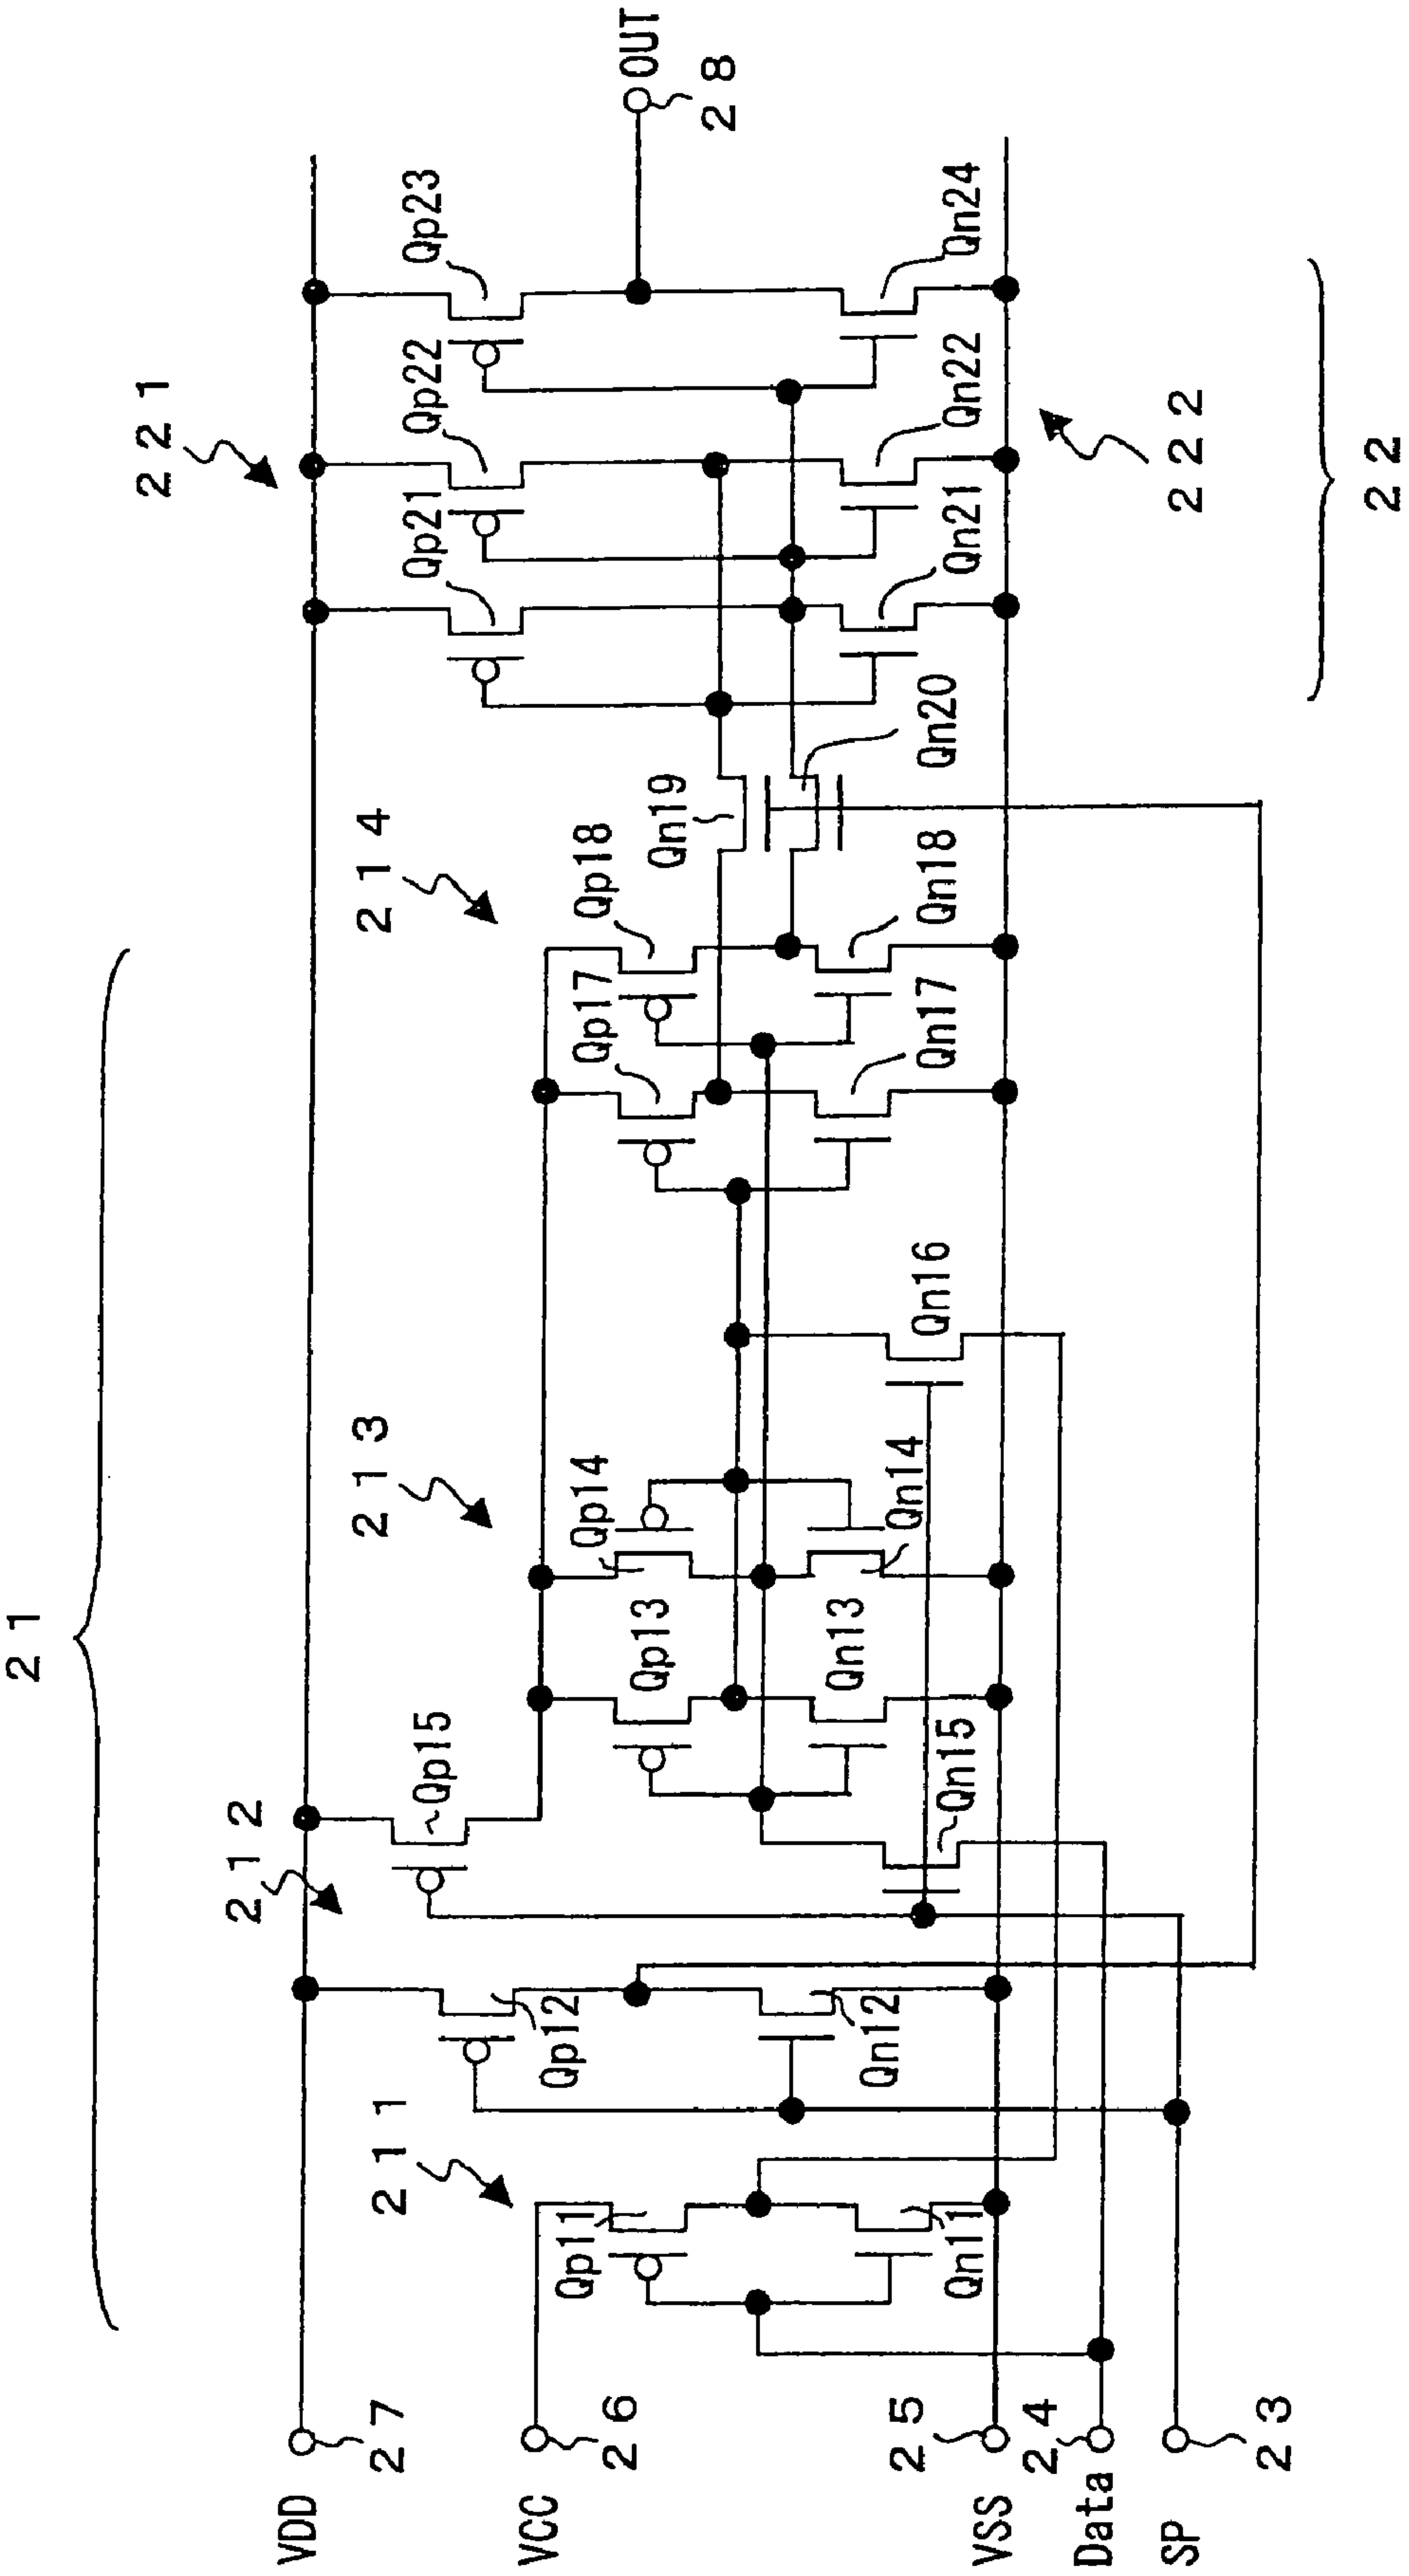 21
221
VDD
27
212
Qp15
Qp21
Qp22
Qp23
214
213
VCC
26
211
Qp11
Qp12
Qp13
Qp14
Qp17
Qp18
Qn19
OUT
28
Qn11
Qn12
Qn13
Qn14
Qn15
Qn16
Qn17
Qn18
Qn20
Qn21
Qn22
Qn24
VSS
25
Data
24
SP
23
222
22